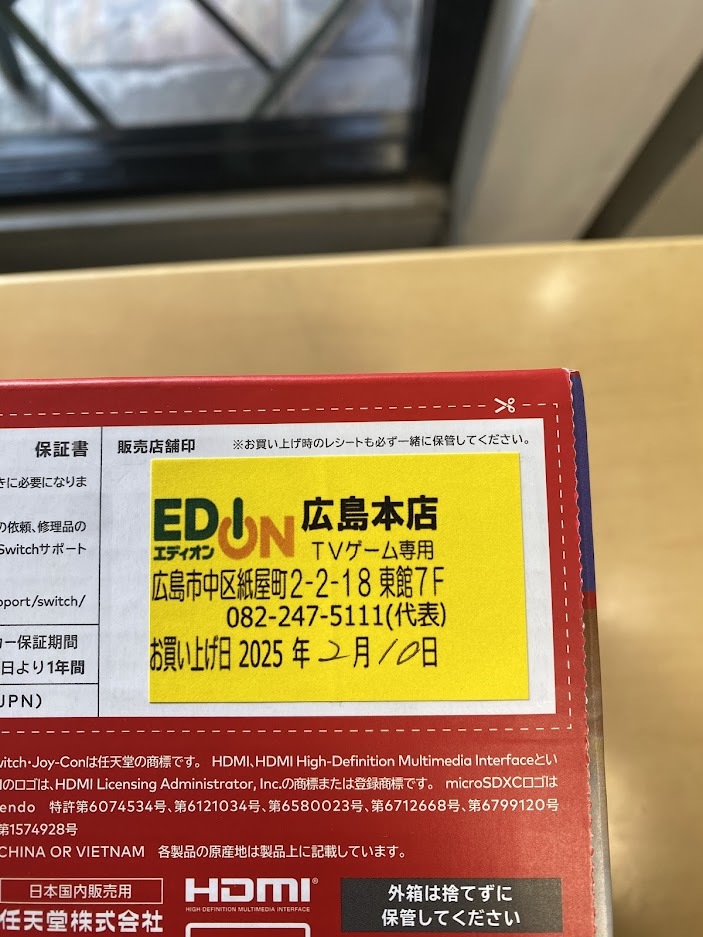 保証書
販売店舗印
※お買い上げ時のレシートも必ず一緒に保管してください。
きに必要になりま
の依頼、修理品の
Switchサポート
pport/switch/
カー保証期間
日より1年間
JPN）
EDION
エディオン
広島本店
TVゲーム専用
広島市中区紙屋町2-2-18 東館7F
082-247-5111(代表)
お買い上げ日 2025 年 2月 10日
witch・Joy-Conは任天堂の商標です。 HDMI、HDMI High-Definition Multimedia Interfaceとい
のロゴは、HDMI Licensing Administrator, Inc.の商標または登録商標です。 microSDXCロゴは
endo 特許第6074534号、第6121034号、第6580023号、第6712668号、第6799120号
第1574928号
CHINA OR VIETNAM 各製品の原産地は製品上に記載しています。
日本国内販売用
任天堂株式会社
HDMI®
HIGH-DEFINITION MULTIMEDIA INTERFACE
外箱は捨てずに
保管してください